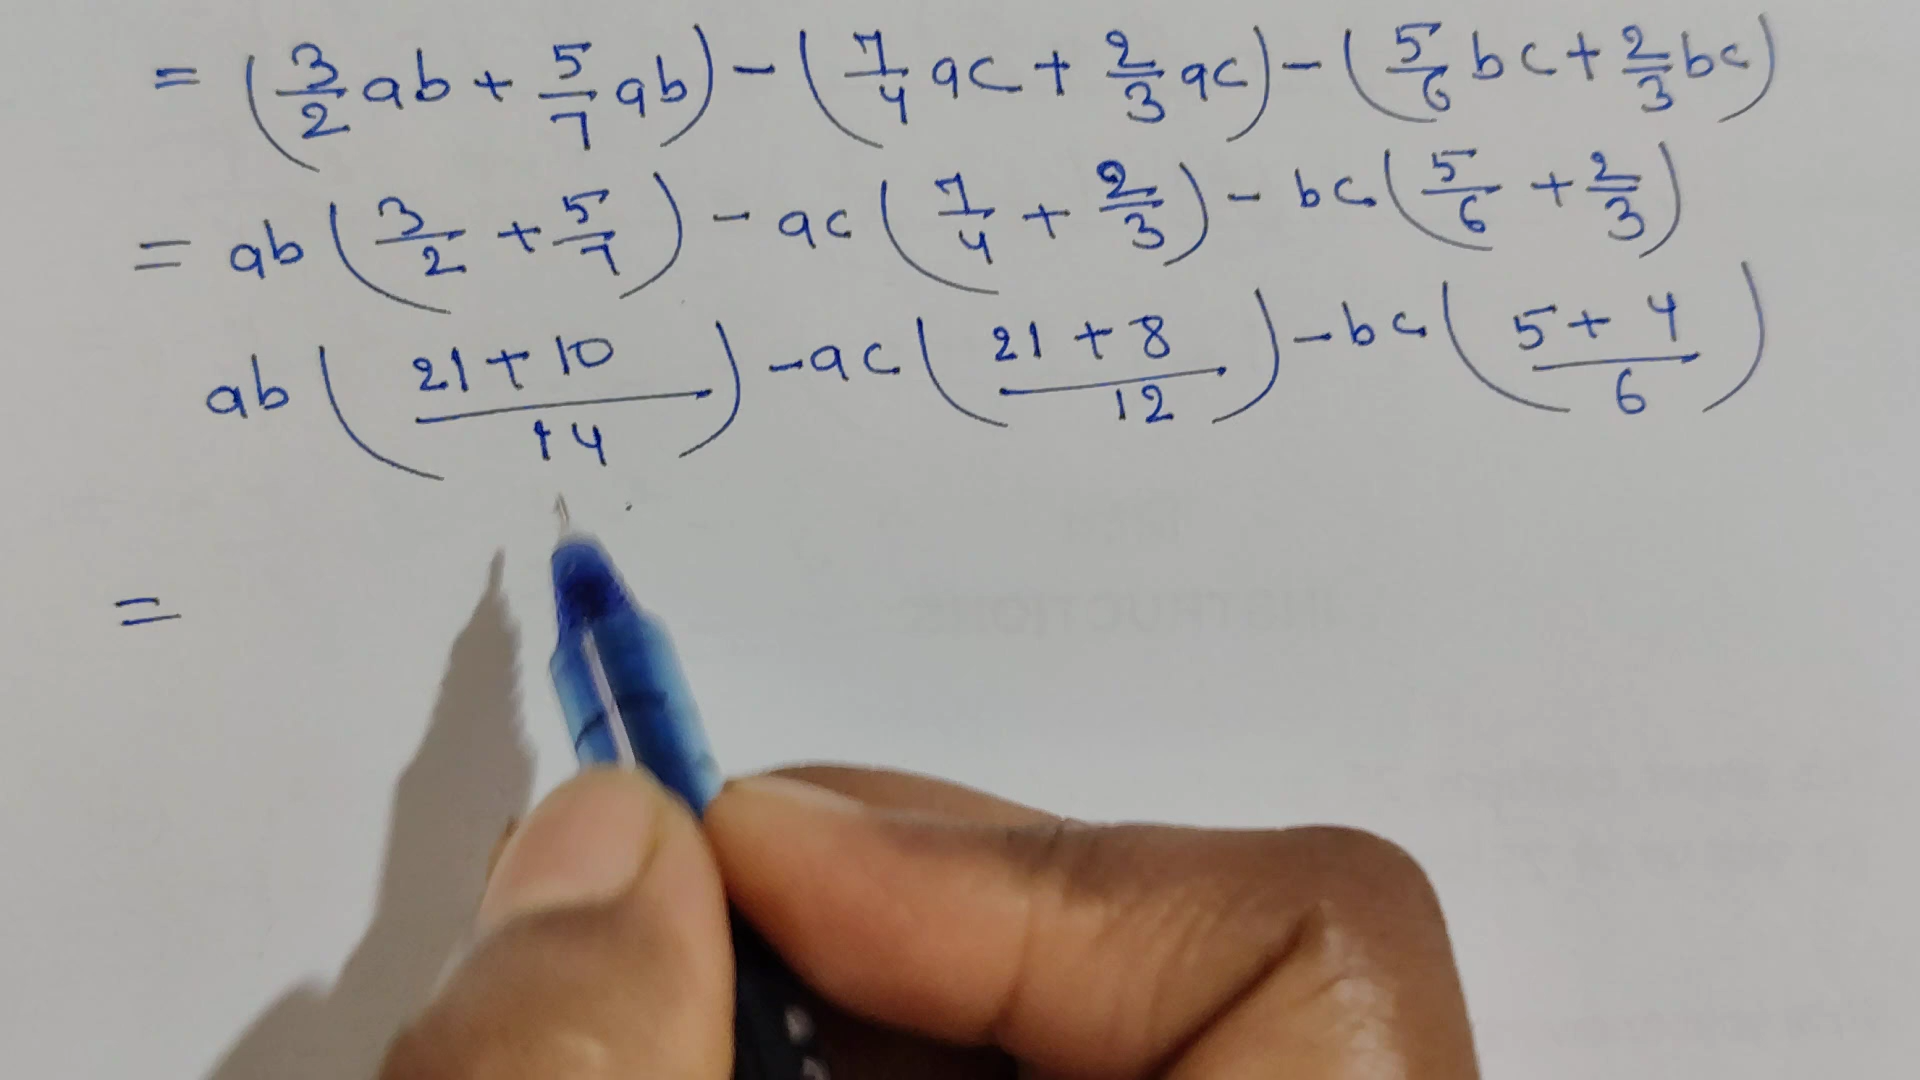 = (3/2 ab + 5/7 ab) - (7/4 ac + 2/3 ac) - (5/6 bc + 2/3 bc)
= ab (3/2 + 5/7) - ac (7/4 + 2/3) - bc (5/6 + 2/3)
ab ((21 + 10)/14) - ac ((21 + 8)/12) - bc ((5 + 4)/6)
=